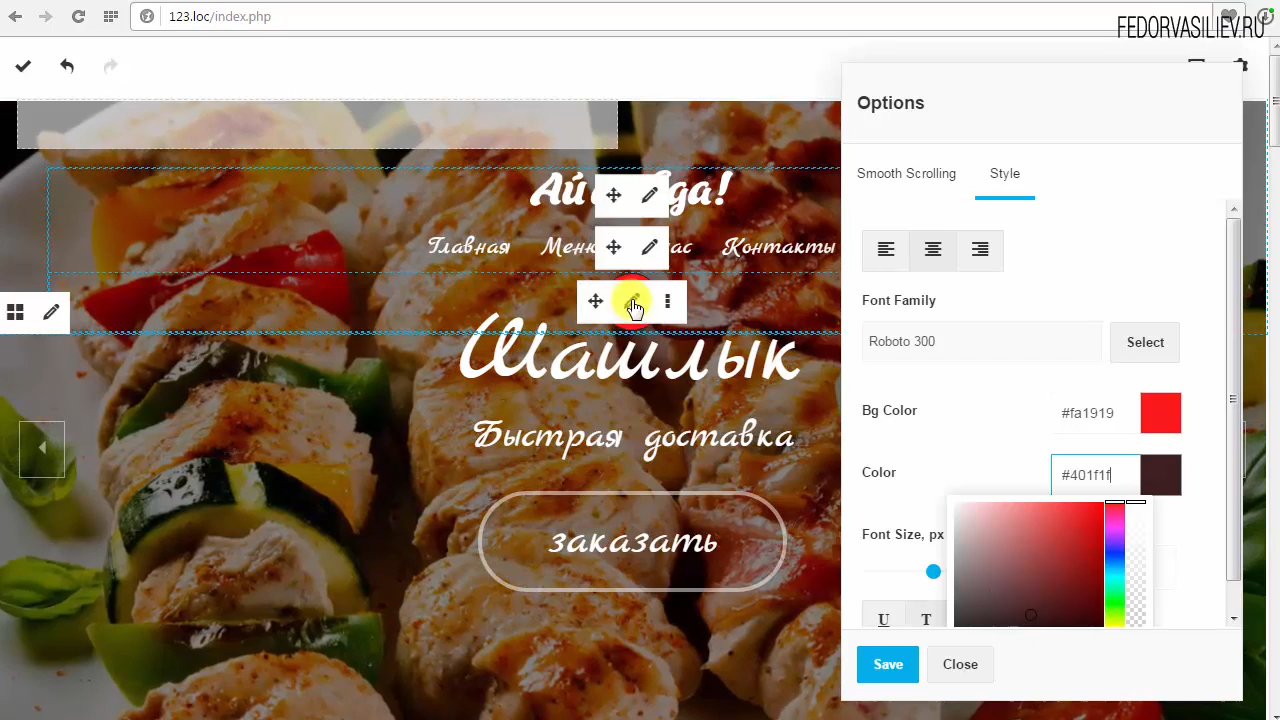 123.loc/index.php
FEDORVASILIEV.RU
Options
Smooth Scrolling
Style
Главная
Контакты
Font Family
Roboto 300
Select
Шашлык
Bg Color
#fa1919
Быстрая доставка
Color
#401f1f
заказать
Font Size, px
U
T
Save
Close